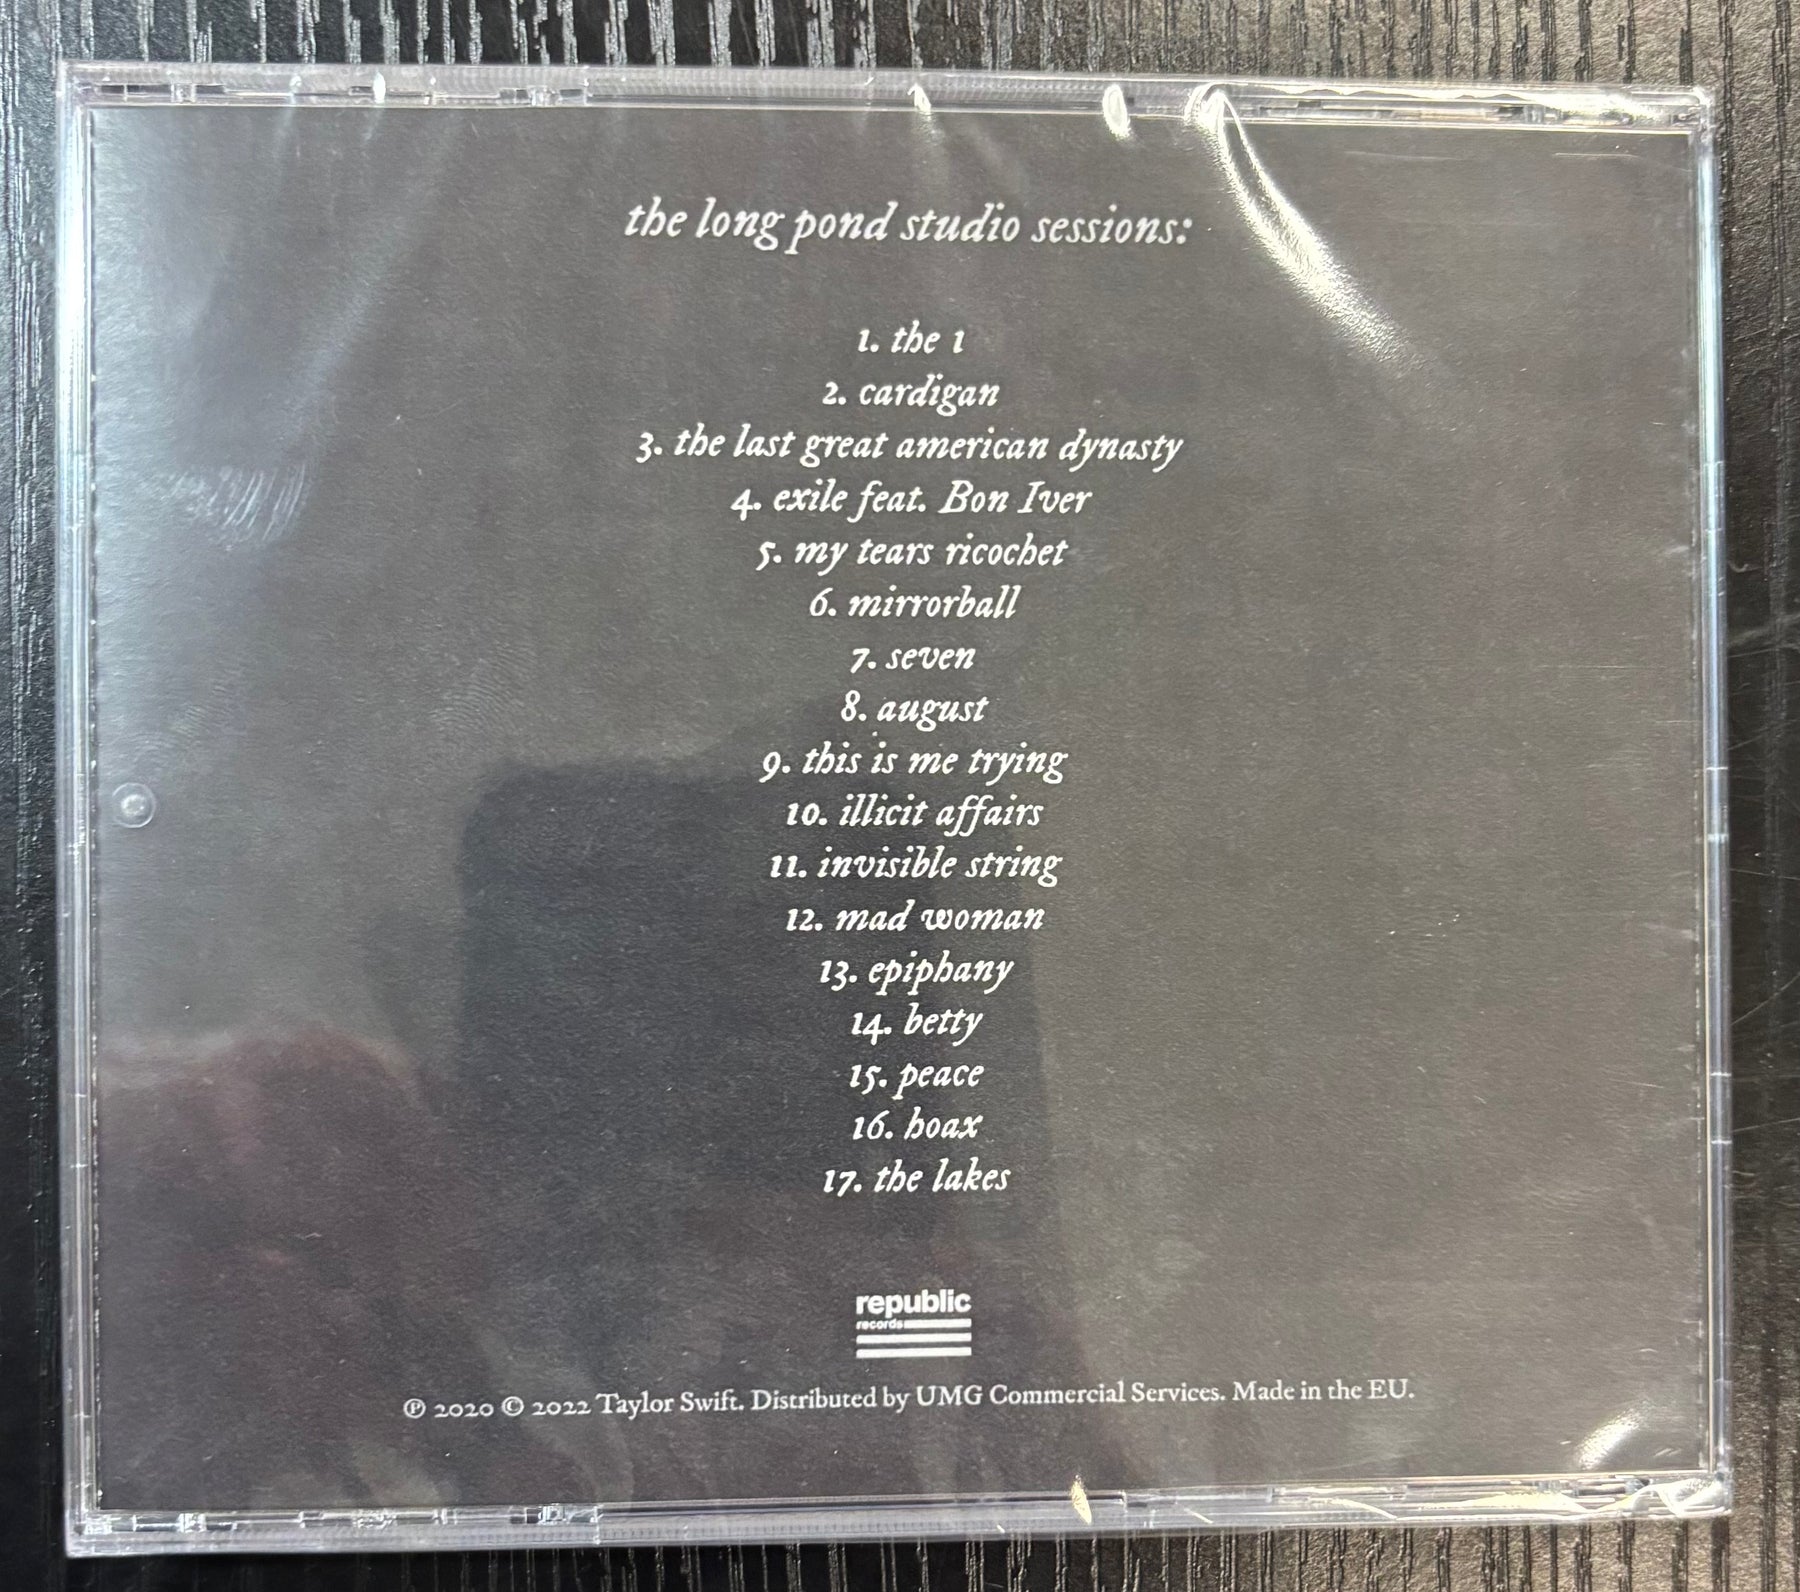 the long pond studio sessions:
1. the 1
2. cardigan
3. the last great american dynasty
4. exile feat. Bon Iver
5. my tears ricochet
6. mirrorball
7. seven
8. august
9. this is me trying
10. illicit affairs
11. invisible string
12. mad woman
13. epiphany
14. betty
15. peace
16. hoax
17. the lakes
republic
records
℗ 2020 © 2022 Taylor Swift. Distributed by UMG Commercial Services. Made in the EU.